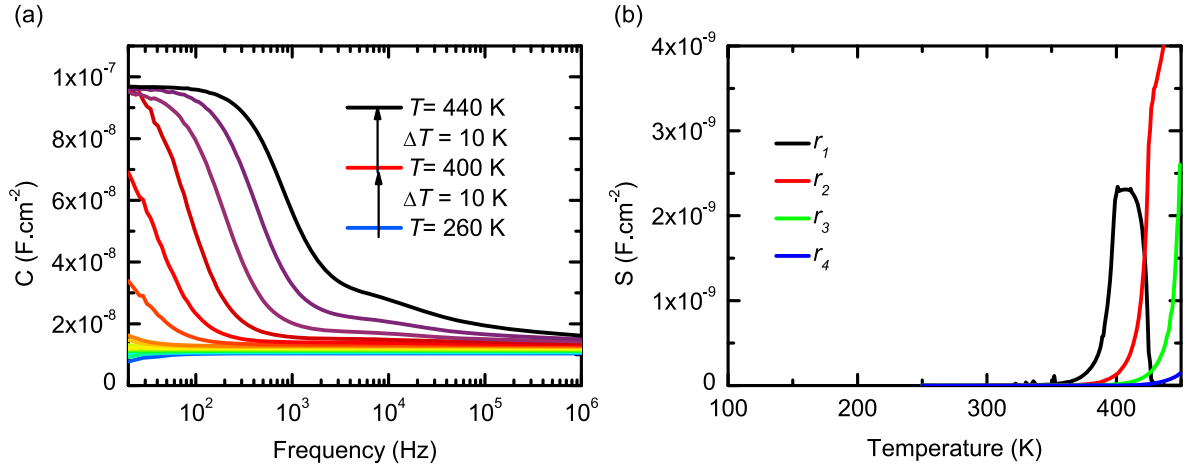 (a)
(b)
C (F.cm⁻²)
1x10⁻⁷
8x10⁻⁸
6x10⁻⁸
4x10⁻⁸
2x10⁻⁸
0
10² 10³ 10⁴ 10⁵ 10⁶
Frequency (Hz)
T= 440 K
ΔT = 10 K
T= 400 K
ΔT = 10 K
T= 260 K
S (F.cm⁻²)
4x10⁻⁹
3x10⁻⁹
2x10⁻⁹
1x10⁻⁹
0
100 200 300 400
Temperature (K)
r₁
r₂
r₃
r₄